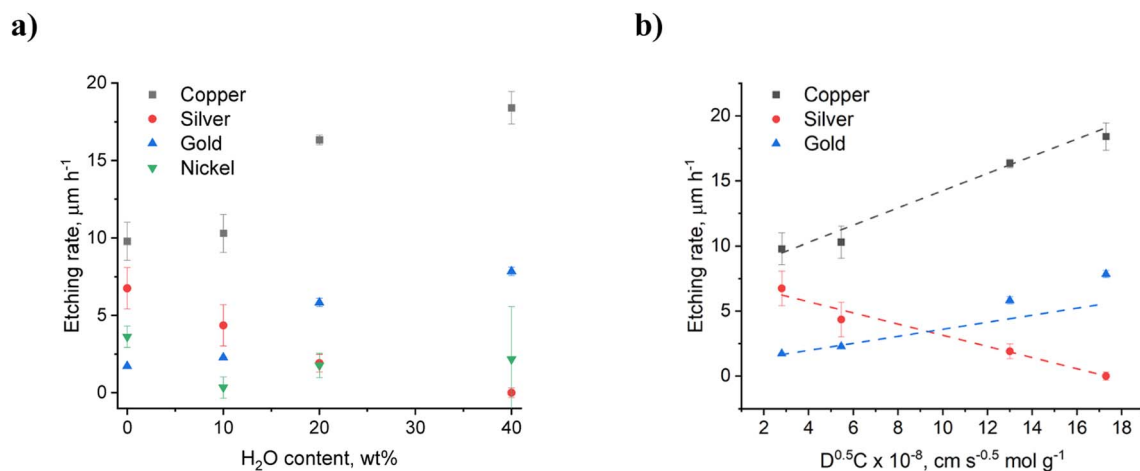 a)
Etching rate, μm h⁻¹
20
15
10
5
0
Copper
Silver
Gold
Nickel
0 10 20 30 40
H₂O content, wt%
b)
Etching rate, μm h⁻¹
20
15
10
5
0
Copper
Silver
Gold
2 4 6 8 10 12 14 16 18
D⁰·⁵C x 10⁻⁸, cm s⁻⁰·⁵ mol g⁻¹